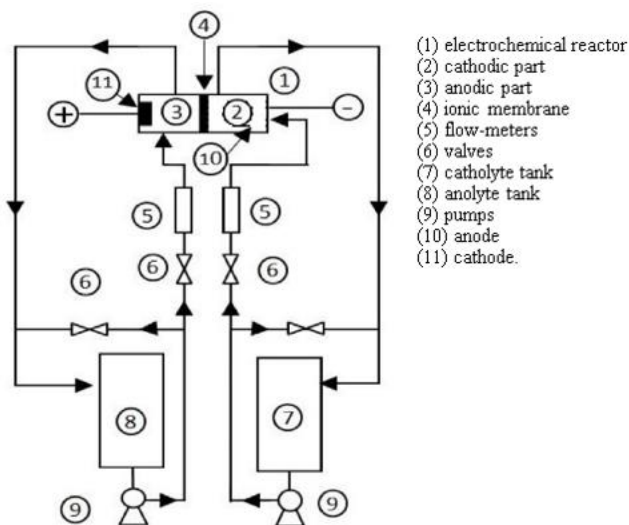 ④
①
⑪
+
③
②
−
⑩
⑤
⑤
⑥
⑥
⑥
⑧
⑦
⑨
⑨
(1) electrochemical reactor
(2) cathodic part
(3) anodic part
(4) ionic membrane
(5) flow-meters
(6) valves
(7) catholyte tank
(8) anolyte tank
(9) pumps
(10) anode
(11) cathode.